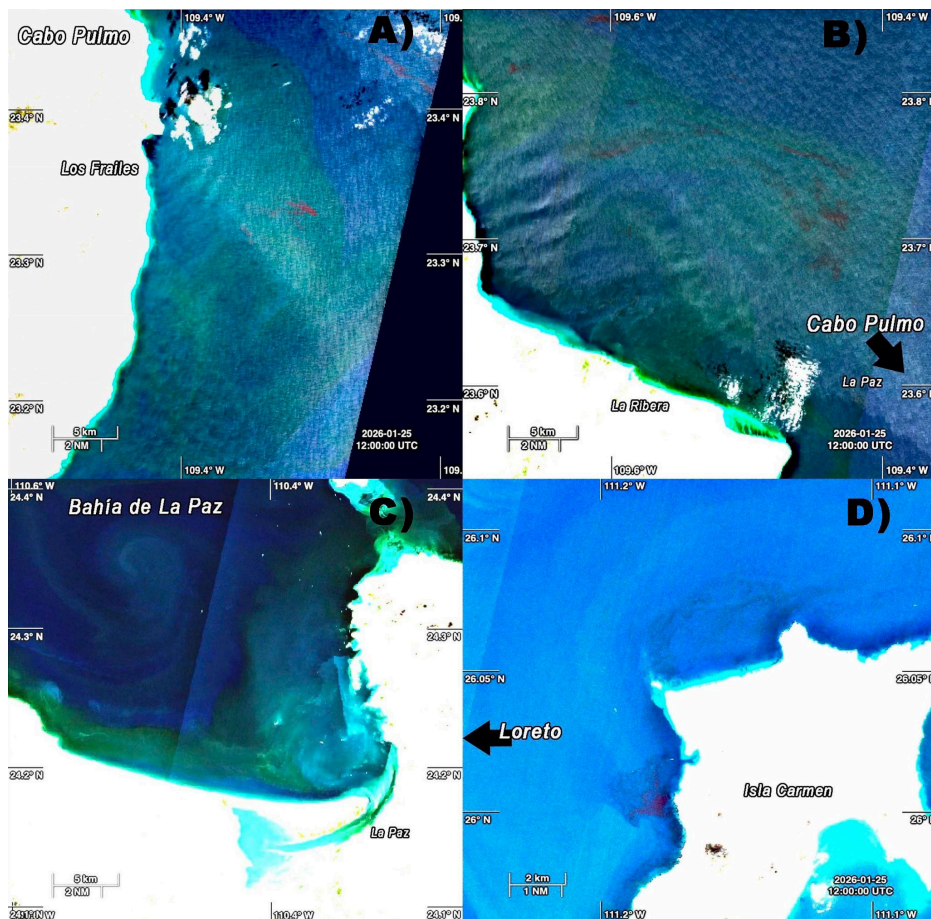 109.4° W
109.
Cabo Pulmo
A)
23.4° N
23.4° N
Los Frailes
23.3° N
23.3° N
23.2° N
23.2° N
5 km
2 NM
2026-01-25
12:00:00 UTC
109.4° W
109.
109.6° W
109.4° W
B)
23.8° N
23.8° N
23.7° N
23.7° N
Cabo Pulmo
La Paz
23.6° N
23.6° N
La Ribera
5 km
2 NM
2026-01-25
12:00:00 UTC
109.6° W
109.4° W
110.6° W
110.4° W
24.4° N
24.4° N
Bahía de La Paz
C)
24.3° N
24.3° N
24.2° N
24.2° N
La Paz
5 km
2 NM
24.1° N
24.1° N
110.4° W
111.2° W
111.1° W
D)
26.1° N
26.1°
26.05° N
26.05° N
Loreto
Isla Carmen
26° N
26° N
2 km
1 NM
2026-01-25
12:00:00 UTC
111.2° W
111.1° W